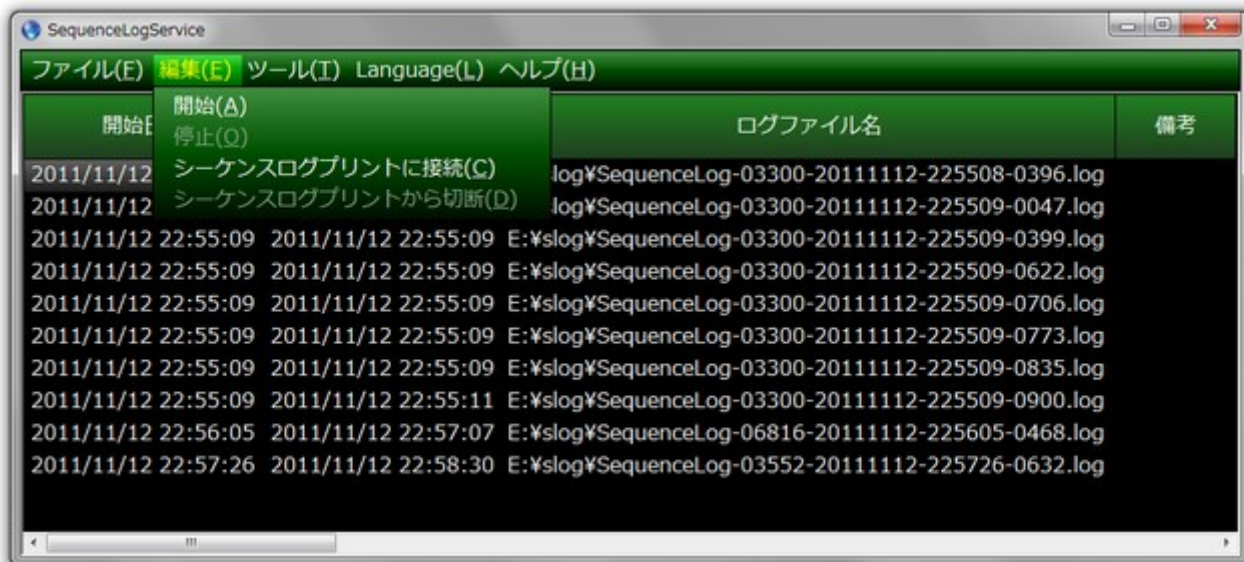 SequenceLogService
ファイル(F) 編集(E) ツール(T) Language(L) ヘルプ(H)
開始(A)
停止(O)
シーケンスログプリントに接続(C)
シーケンスログプリントから切断(D)
開始 ログファイル名 備考
2011/11/12 log¥SequenceLog-03300-20111112-225508-0396.log
2011/11/12 log¥SequenceLog-03300-20111112-225509-0047.log
2011/11/12 22:55:09 2011/11/12 22:55:09 E:¥slog¥SequenceLog-03300-20111112-225509-0399.log
2011/11/12 22:55:09 2011/11/12 22:55:09 E:¥slog¥SequenceLog-03300-20111112-225509-0622.log
2011/11/12 22:55:09 2011/11/12 22:55:09 E:¥slog¥SequenceLog-03300-20111112-225509-0706.log
2011/11/12 22:55:09 2011/11/12 22:55:09 E:¥slog¥SequenceLog-03300-20111112-225509-0773.log
2011/11/12 22:55:09 2011/11/12 22:55:09 E:¥slog¥SequenceLog-03300-20111112-225509-0835.log
2011/11/12 22:55:09 2011/11/12 22:55:11 E:¥slog¥SequenceLog-03300-20111112-225509-0900.log
2011/11/12 22:56:05 2011/11/12 22:57:07 E:¥slog¥SequenceLog-06816-20111112-225605-0468.log
2011/11/12 22:57:26 2011/11/12 22:58:30 E:¥slog¥SequenceLog-03552-20111112-225726-0632.log